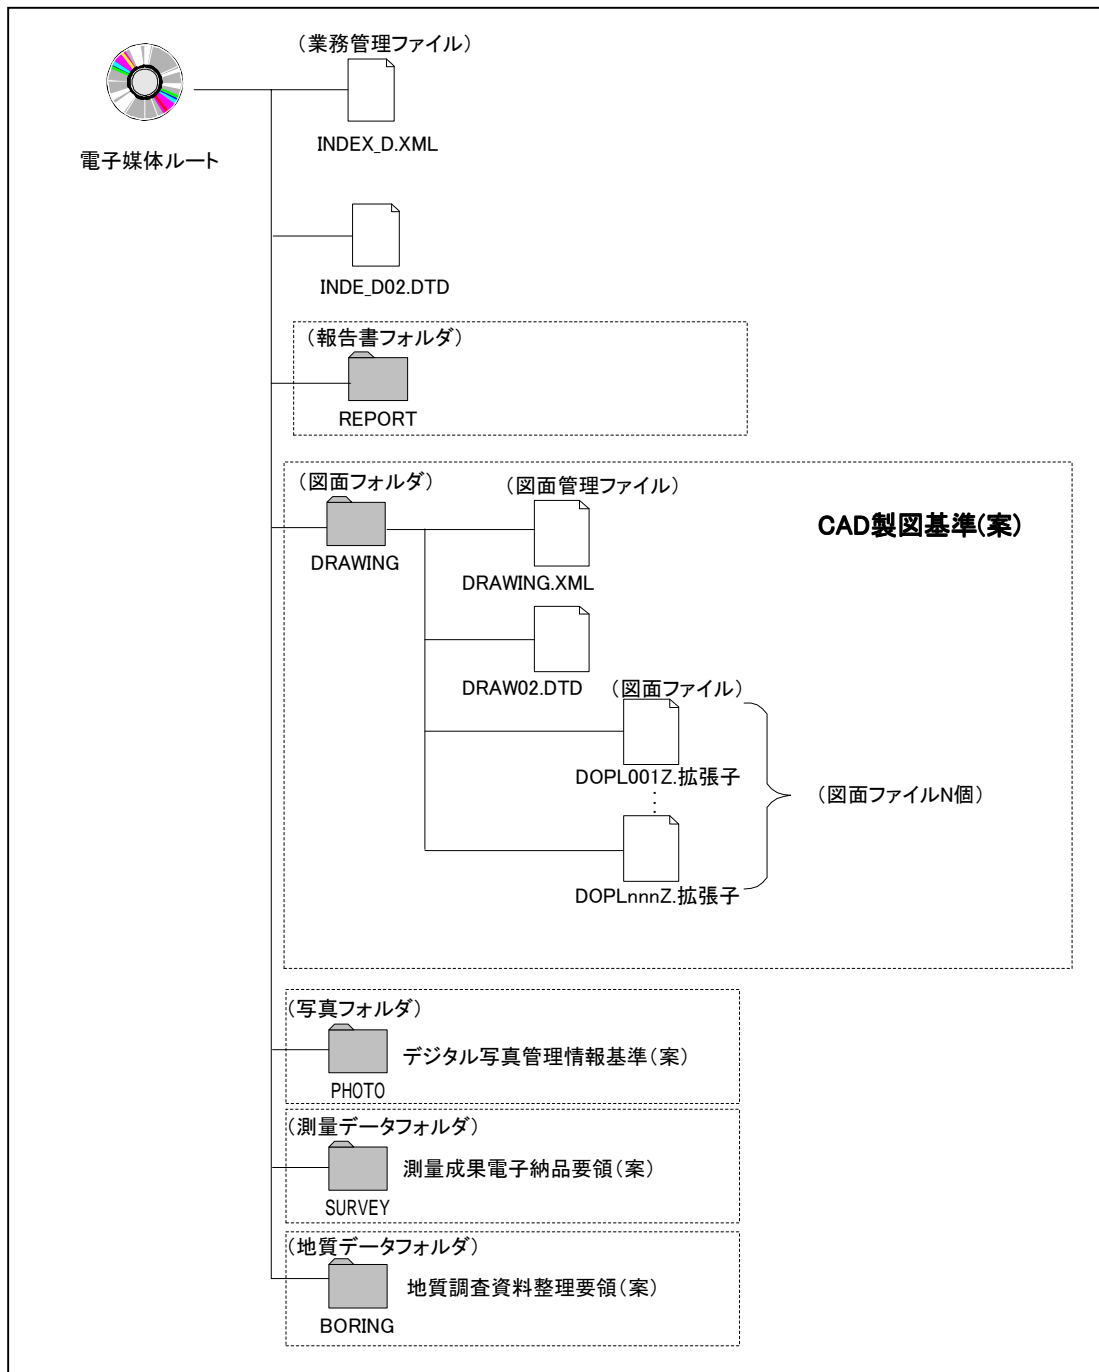 (業務管理ファイル)
INDEX_D.XML
電子媒体ルート
INDE_D02.DTD
(報告書フォルダ)
REPORT
(図面フォルダ)
(図面管理ファイル)
CAD製図基準(案)
DRAWING
DRAWING.XML
DRAW02.DTD
(図面ファイル)
DOPL001Z.拡張子
(図面ファイルN個)
DOPLnnnZ.拡張子
(写真フォルダ)
デジタル写真管理情報基準(案)
PHOTO
(測量データフォルダ)
測量成果電子納品要領(案)
SURVEY
(地質データフォルダ)
地質調査資料整理要領(案)
BORING